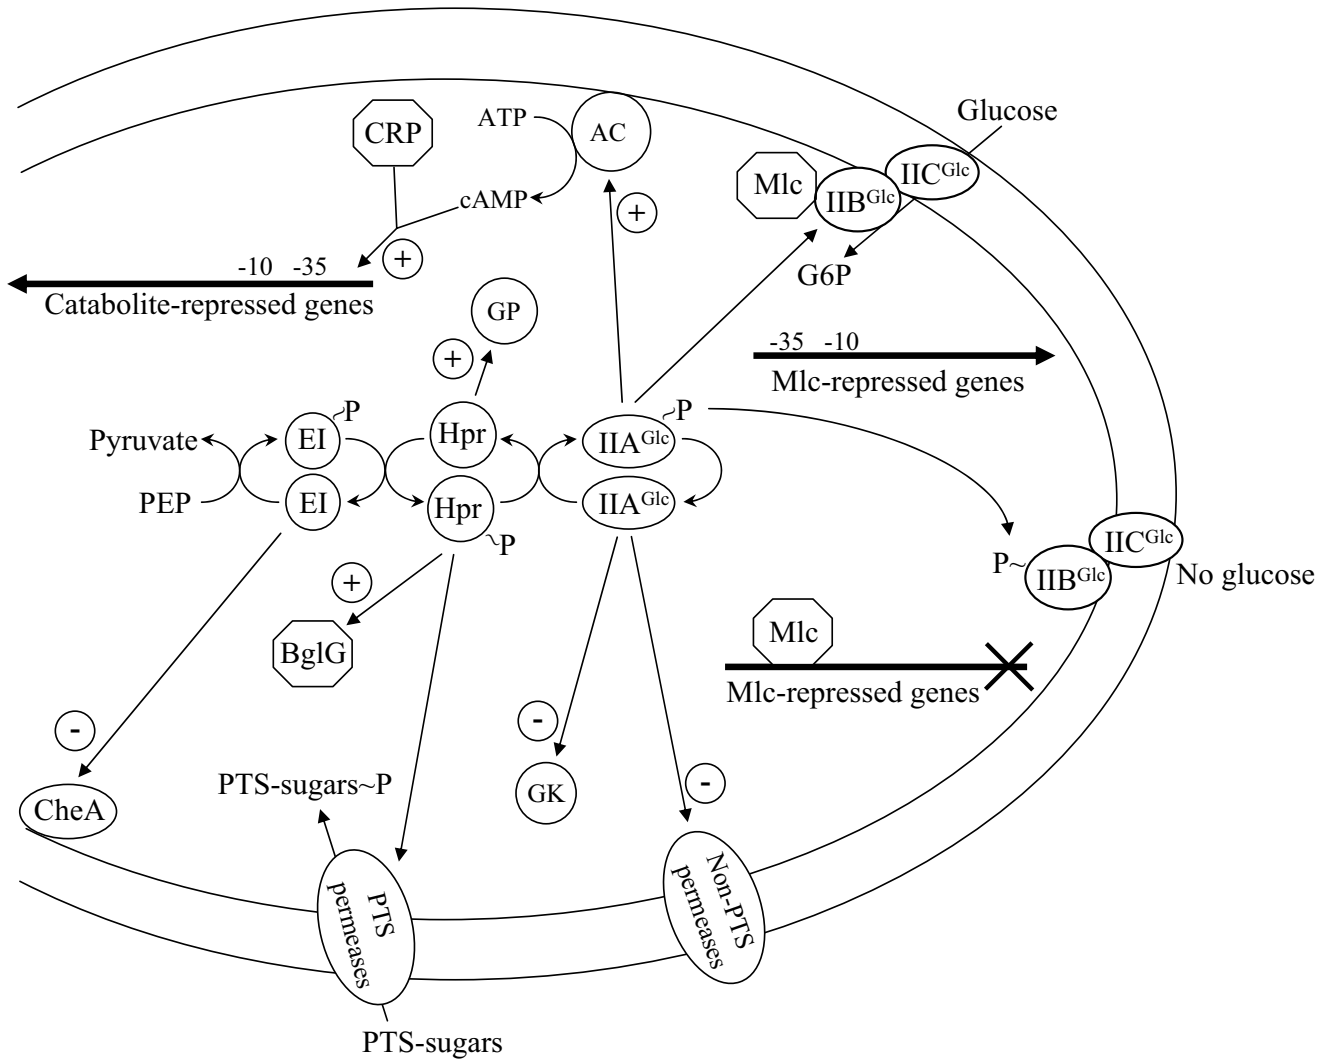 Glucose
ATP
AC
CRP
IIC^Glc
Mlc
IIB^Glc
cAMP
+
+
-10 -35
G6P
Catabolite-repressed genes
GP
-35 -10
+
Mlc-repressed genes
~P
~P
Pyruvate
EI
Hpr
IIA^Glc
PEP
EI
Hpr
IIA^Glc
~P
IIC^Glc
P~
IIB^Glc
No glucose
+
BglG
Mlc
Mlc-repressed genes
-
-
PTS-sugars~P
-
GK
CheA
PTS
permeases
Non-PTS
permeases
PTS-sugars